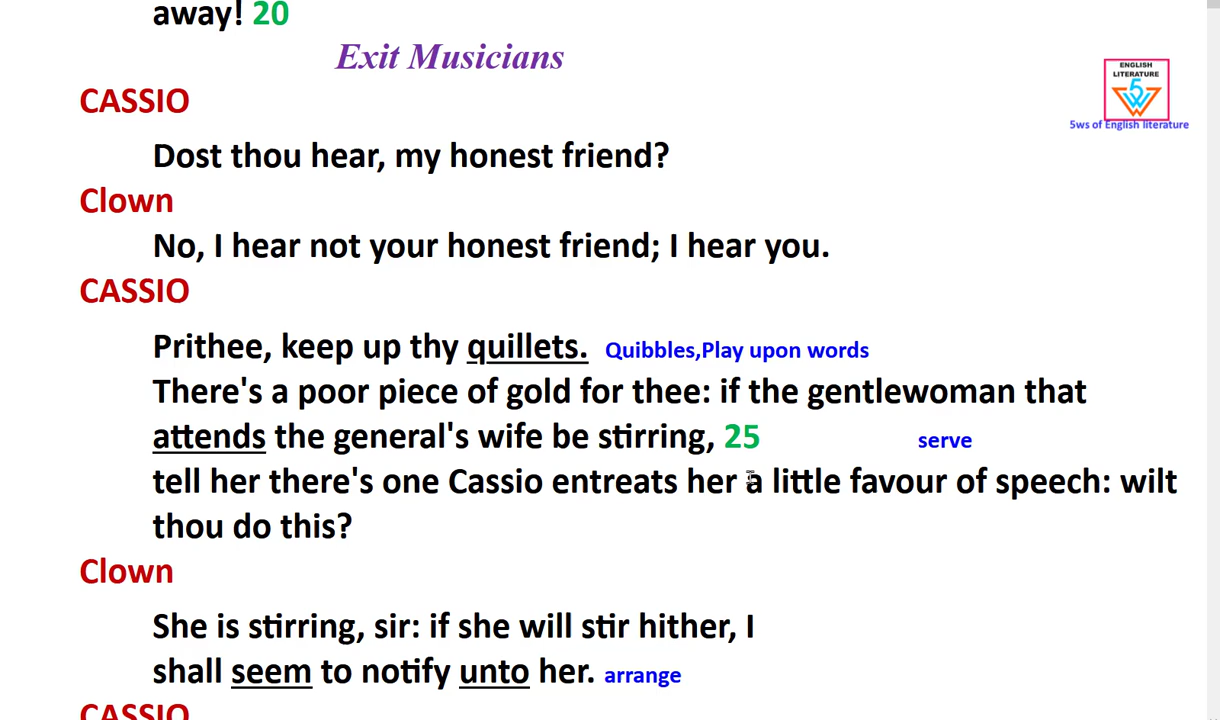 away! 20
Exit Musicians
ENGLISH
LITERATURE
5
W
5ws of English literature
CASSIO
Dost thou hear, my honest friend?
Clown
No, I hear not your honest friend; I hear you.
CASSIO
Prithee, keep up thy quillets. Quibbles,Play upon words
There's a poor piece of gold for thee: if the gentlewoman that
attends the general's wife be stirring, 25 serve
tell her there's one Cassio entreats her a little favour of speech: wilt
thou do this?
Clown
She is stirring, sir: if she will stir hither, I
shall seem to notify unto her. arrange
CASSIO